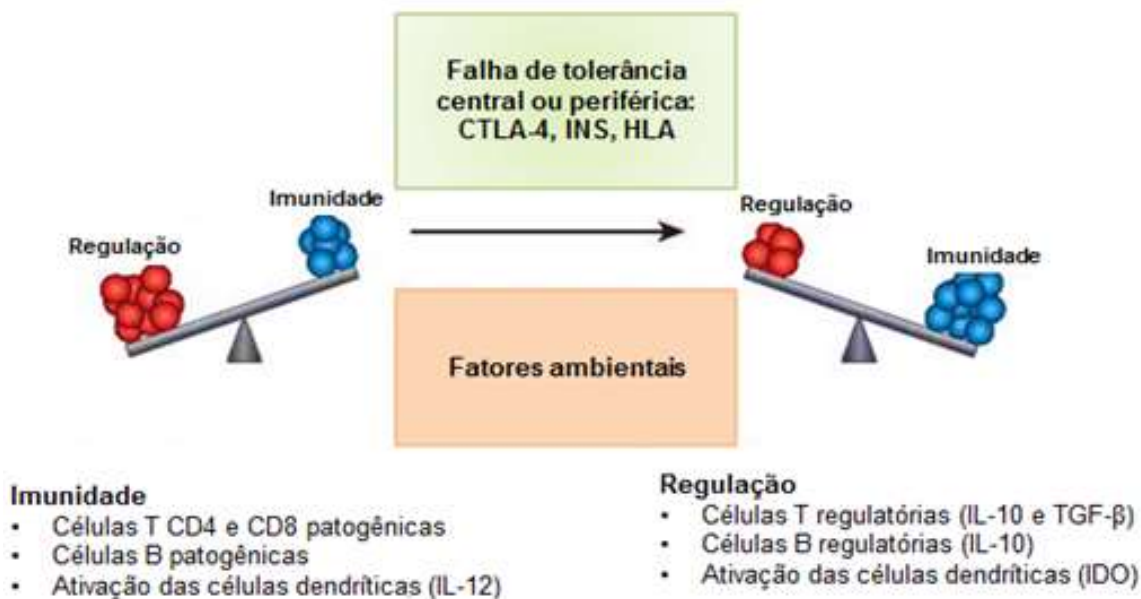 Falha de tolerância
central ou periférica:
CTLA-4, INS, HLA
Imunidade
Regulação
Regulação
Imunidade
Fatores ambientais
Imunidade
• Células T CD4 e CD8 patogênicas
• Células B patogênicas
• Ativação das células dendríticas (IL-12)
Regulação
• Células T regulatórias (IL-10 e TGF-β)
• Células B regulatórias (IL-10)
• Ativação das células dendríticas (IDO)